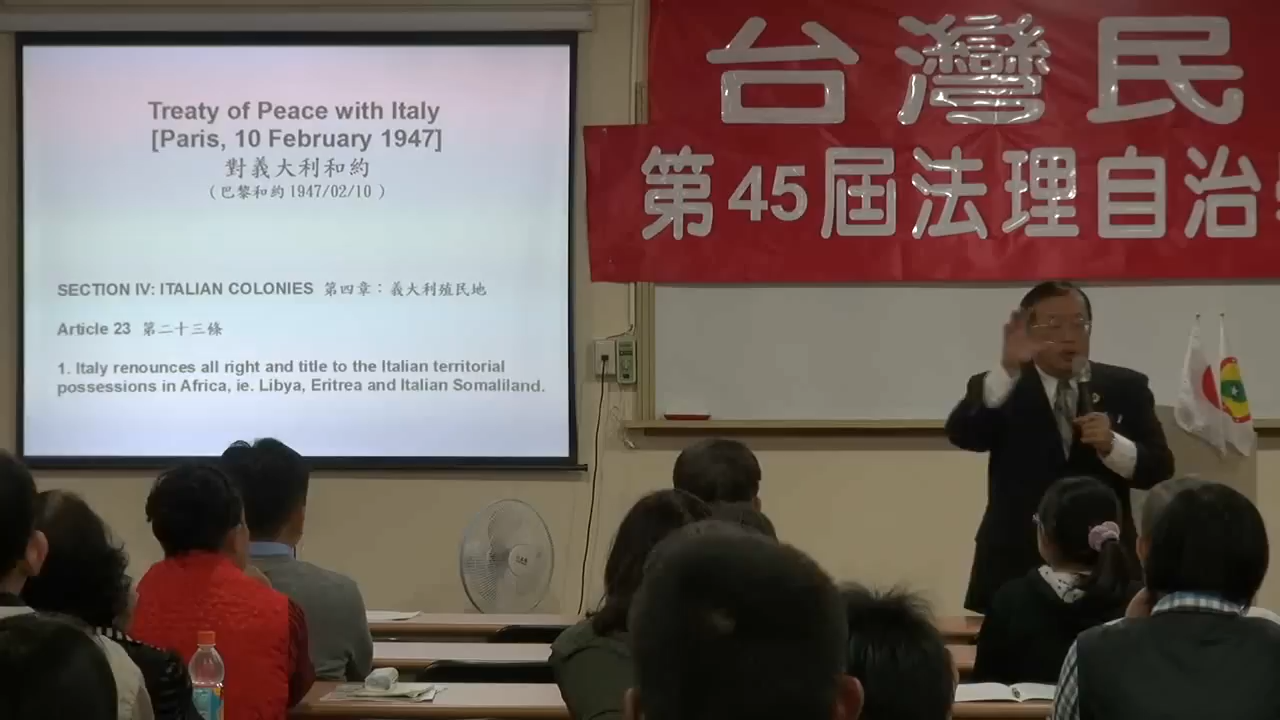 Treaty of Peace with Italy
[Paris, 10 February 1947]
對義大利和約
（巴黎和約 1947/02/10 ）
SECTION IV: ITALIAN COLONIES 第四章：義大利殖民地
Article 23 第二十三條
1. Italy renounces all right and title to the Italian territorial
possessions in Africa, ie. Libya, Eritrea and Italian Somaliland.
台灣民
第45屆法理自治